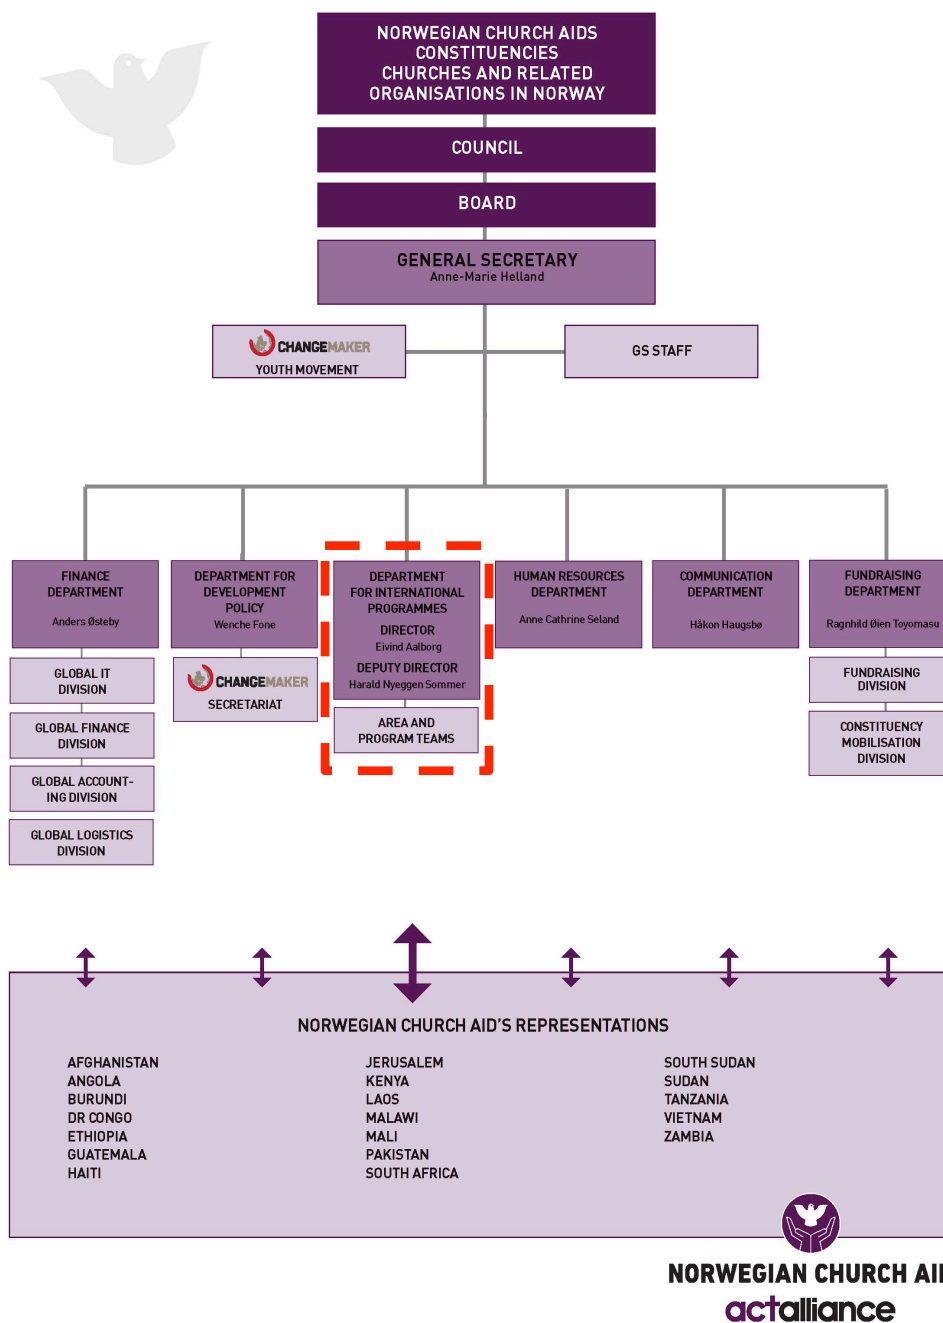 NORWEGIAN CHURCH AIDS
CONSTITUENCIES
CHURCHES AND RELATED
ORGANISATIONS IN NORWAY
COUNCIL
BOARD
GENERAL SECRETARY
Anne-Marie Helland
CHANGEMAKER
YOUTH MOVEMENT
GS STAFF
FINANCE
DEPARTMENT
Anders Østeby
GLOBAL IT
DIVISION
GLOBAL FINANCE
DIVISION
GLOBAL ACCOUNT-
ING DIVISION
GLOBAL LOGISTICS
DIVISION
DEPARTMENT FOR
DEVELOPMENT
POLICY
Wenche Fone
CHANGEMAKER
SECRETARIAT
DEPARTMENT
FOR INTERNATIONAL
PROGRAMMES
DIRECTOR
Eivind Aalborg
DEPUTY DIRECTOR
Harald Nyeggen Sommer
AREA AND
PROGRAM TEAMS
HUMAN RESOURCES
DEPARTMENT
Anne Cathrine Seland
COMMUNICATION
DEPARTMENT
Håkon Haugsbø
FUNDRAISING
DEPARTMENT
Ragnhild Øien Toyomasu
FUNDRAISING
DIVISION
CONSTITUENCY
MOBILISATION
DIVISION
NORWEGIAN CHURCH AID'S REPRESENTATIONS
AFGHANISTAN
ANGOLA
BURUNDI
DR CONGO
ETHIOPIA
GUATEMALA
HAITI
JERUSALEM
KENYA
LAOS
MALAWI
MALI
PAKISTAN
SOUTH AFRICA
SOUTH SUDAN
SUDAN
TANZANIA
VIETNAM
ZAMBIA
NORWEGIAN CHURCH AI
actalliance